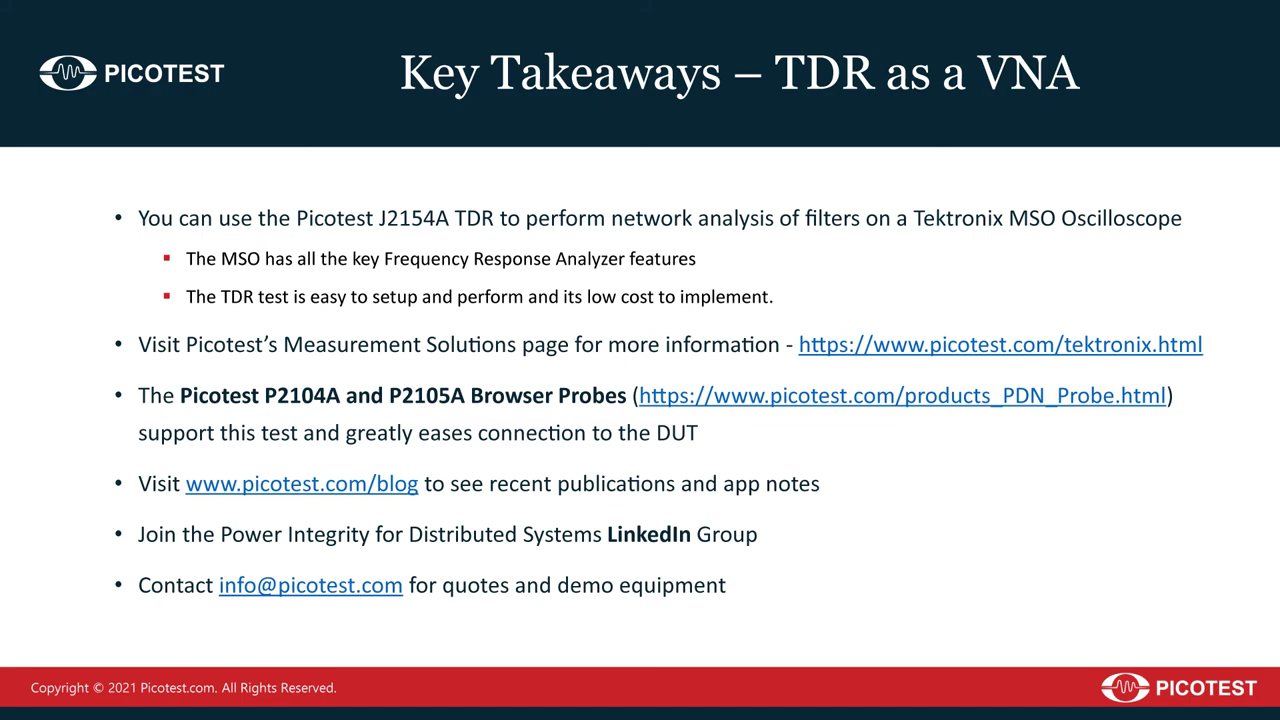 PICOTEST
Key Takeaways – TDR as a VNA
• You can use the Picotest J2154A TDR to perform network analysis of filters on a Tektronix MSO Oscilloscope
▪ The MSO has all the key Frequency Response Analyzer features
▪ The TDR test is easy to setup and perform and its low cost to implement.
• Visit Picotest’s Measurement Solutions page for more information - https://www.picotest.com/tektronix.html
• The Picotest P2104A and P2105A Browser Probes (https://www.picotest.com/products_PDN_Probe.html)
support this test and greatly eases connection to the DUT
• Visit www.picotest.com/blog to see recent publications and app notes
• Join the Power Integrity for Distributed Systems LinkedIn Group
• Contact info@picotest.com for quotes and demo equipment
Copyright © 2021 Picotest.com. All Rights Reserved.
PICOTEST